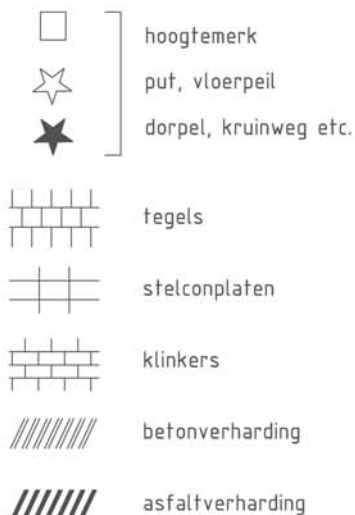 hoogtemerk
put, vloerpeil
dorpel, kruinweg etc.
tegels
stelconplaten
klinkers
betonverharding
asfaltverharding